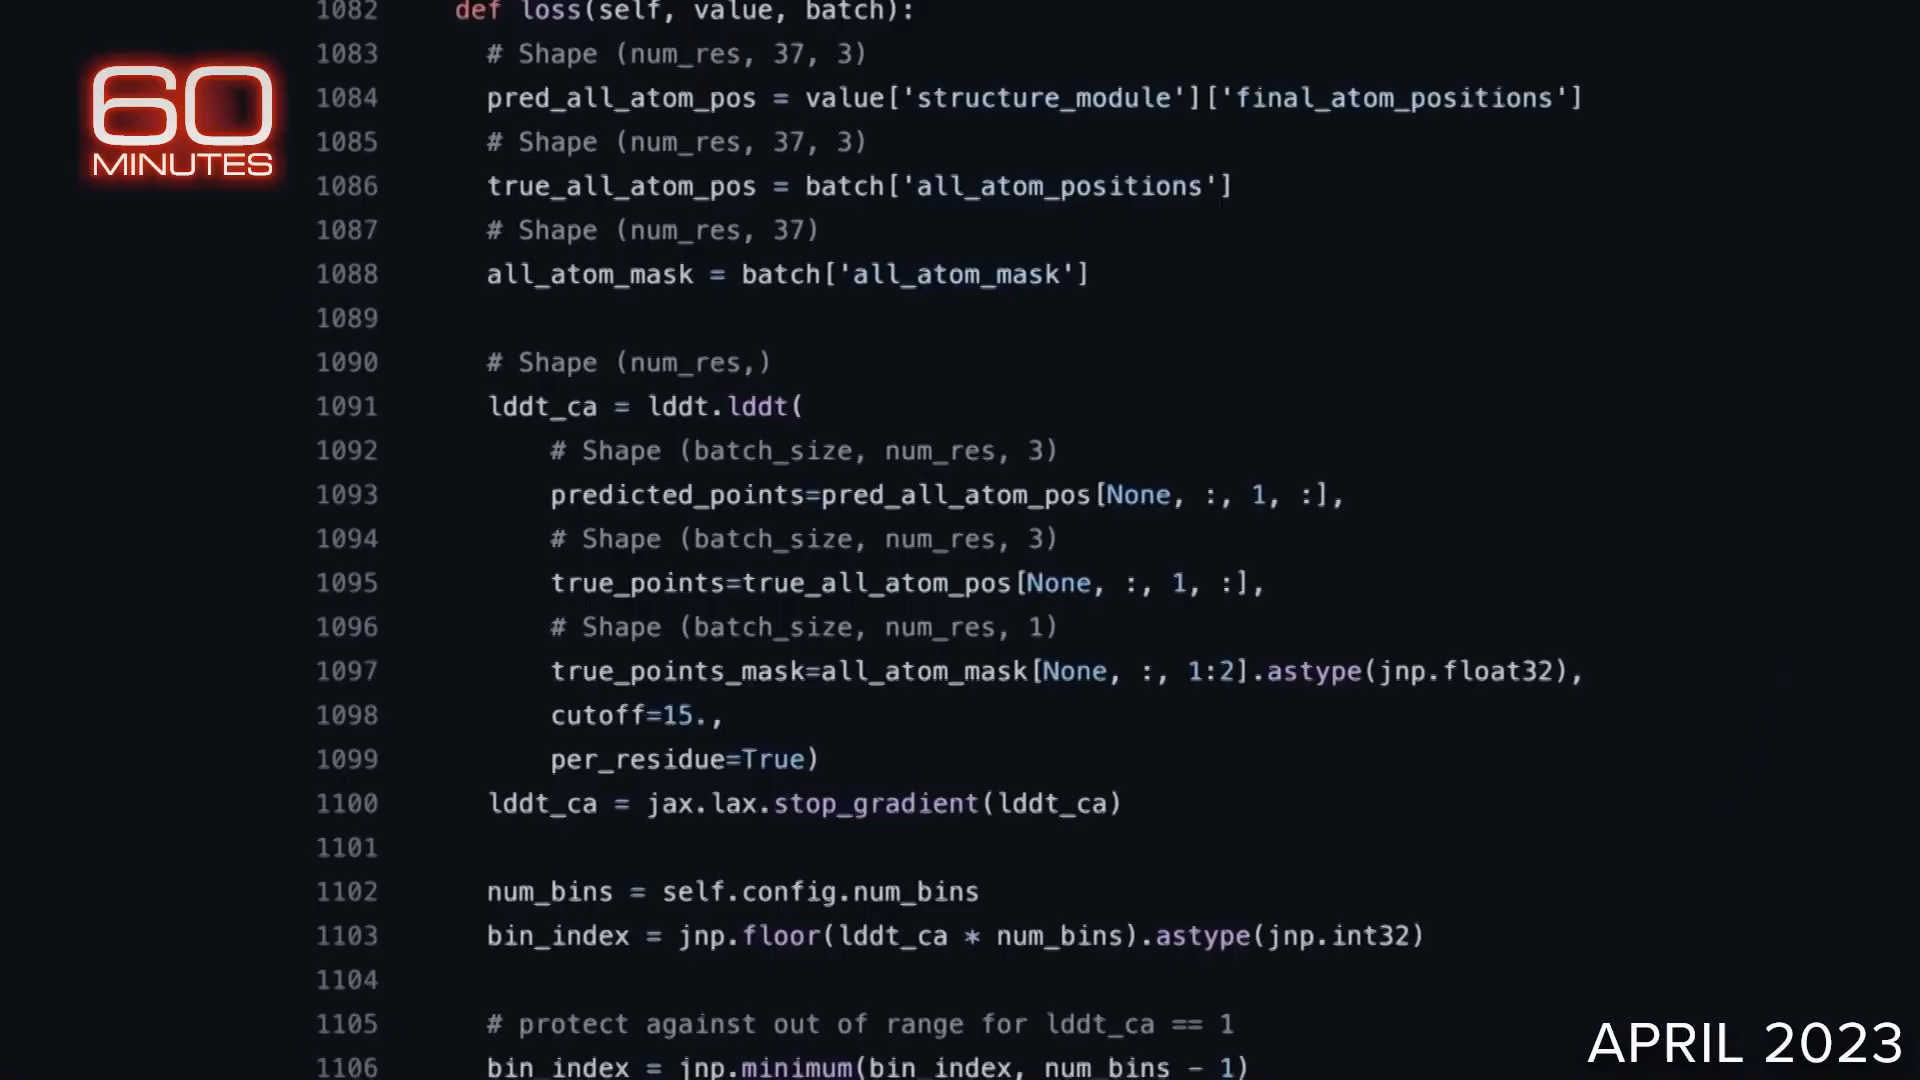 60
MINUTES
1082 def loss(self, value, batch):
1083 # Shape (num_res, 37, 3)
1084 pred_all_atom_pos = value['structure_module']['final_atom_positions']
1085 # Shape (num_res, 37, 3)
1086 true_all_atom_pos = batch['all_atom_positions']
1087 # Shape (num_res, 37)
1088 all_atom_mask = batch['all_atom_mask']
1089
1090 # Shape (num_res,)
1091 lddt_ca = lddt.lddt(
1092 # Shape (batch_size, num_res, 3)
1093 predicted_points=pred_all_atom_pos[None, :, 1, :],
1094 # Shape (batch_size, num_res, 3)
1095 true_points=true_all_atom_pos[None, :, 1, :],
1096 # Shape (batch_size, num_res, 1)
1097 true_points_mask=all_atom_mask[None, :, 1:2].astype(jnp.float32),
1098 cutoff=15.,
1099 per_residue=True)
1100 lddt_ca = jax.lax.stop_gradient(lddt_ca)
1101
1102 num_bins = self.config.num_bins
1103 bin_index = jnp.floor(lddt_ca * num_bins).astype(jnp.int32)
1104
1105 # protect against out of range for lddt_ca == 1
1106 bin_index = jnp.minimum(bin_index, num_bins - 1)
APRIL 2023